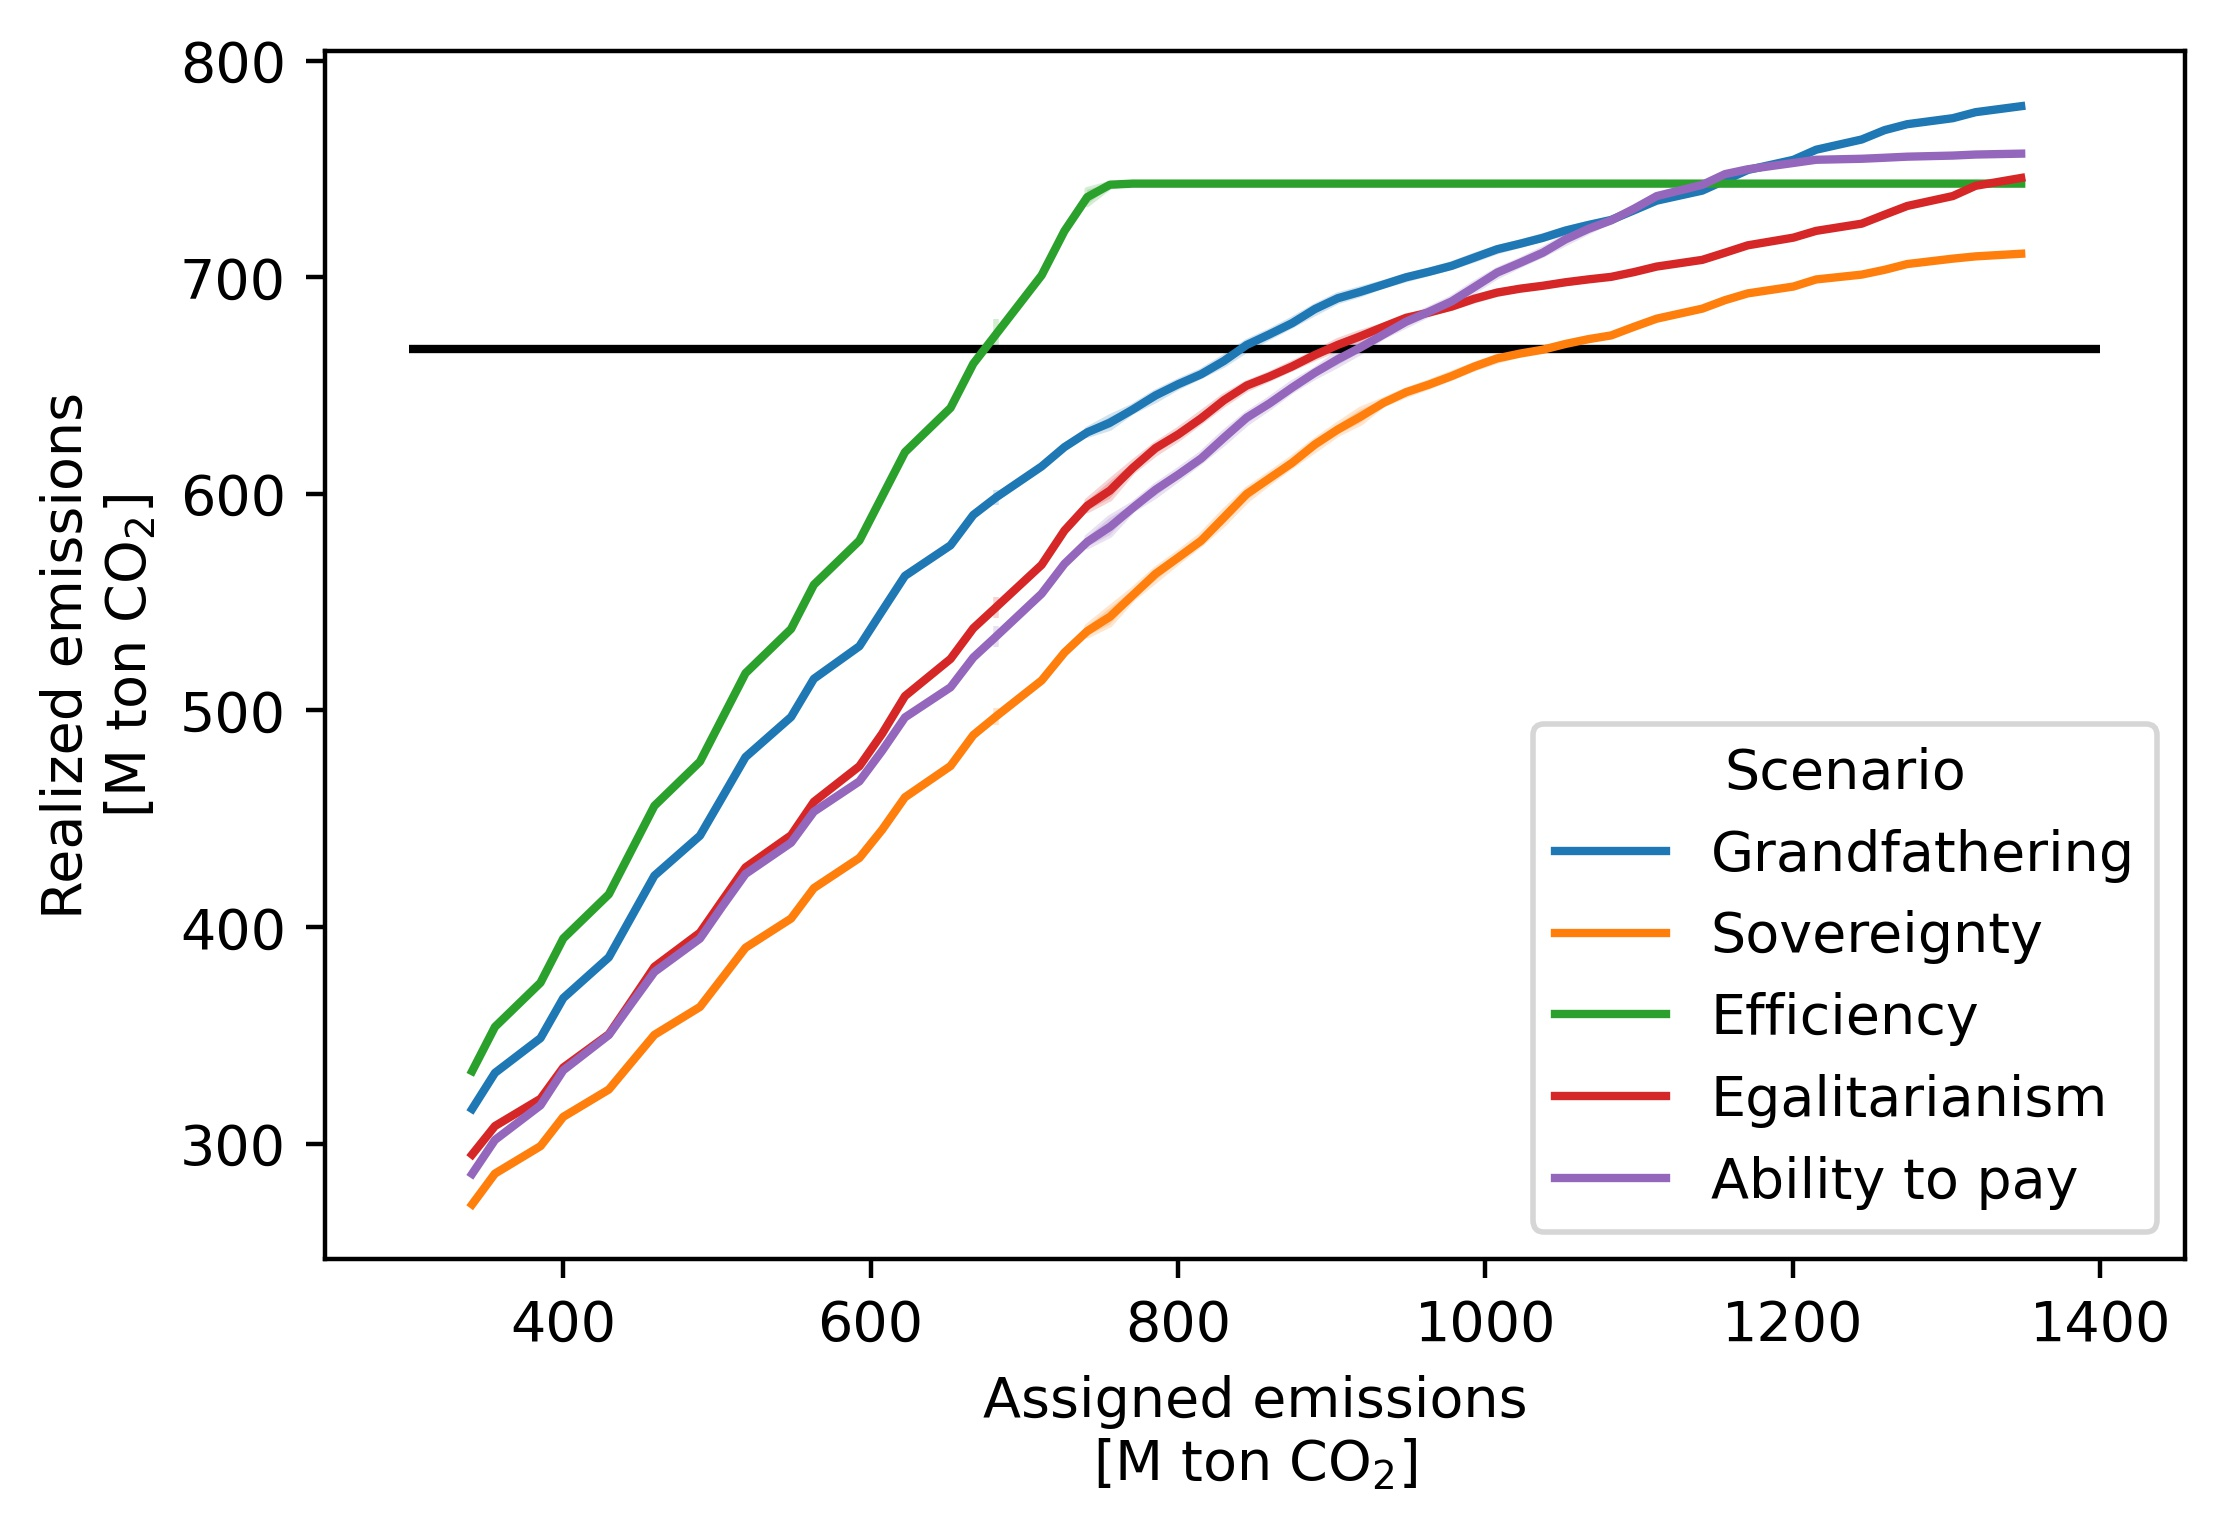 800
700
600
500
400
300
Realized emissions
[M ton CO₂]
400 600 800 1000 1200 1400
Assigned emissions
[M ton CO₂]
Scenario
Grandfathering
Sovereignty
Efficiency
Egalitarianism
Ability to pay